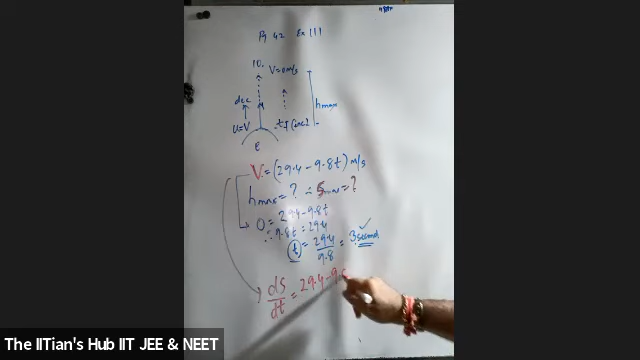 Pg 42 Ex III
10. V=0m/s
dec
hmax
U=V
t↑(inc)
e
V=(29.4-9.8t)m/s
hmax=? ÷ Smax=?
0= 29.4-9.8t
∴ 9.8t=29.4
t = 29.4/9.8 = 3second
ds/dt = 29.4-9.8
The IITian's Hub IIT JEE & NEET